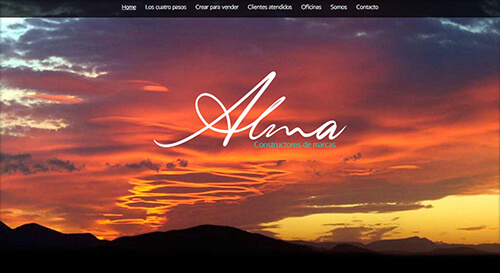 Home Los cuatro pasos Crear para vender Clientes atendidos Oficinas Somos Contacto
Alma
Constructores de marcas